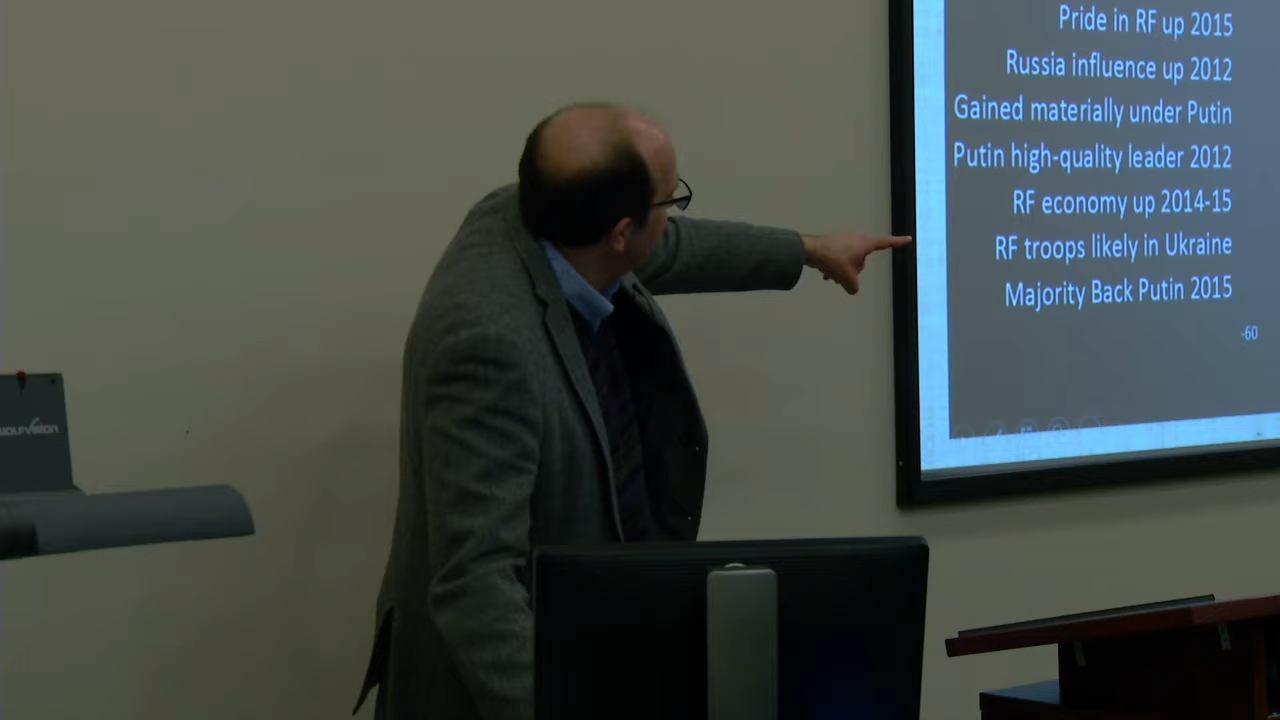 Pride in RF up 2015
Russia influence up 2012
Gained materially under Putin
Putin high-quality leader 2012
RF economy up 2014-15
RF troops likely in Ukraine
Majority Back Putin 2015
-60
WOLFVISION